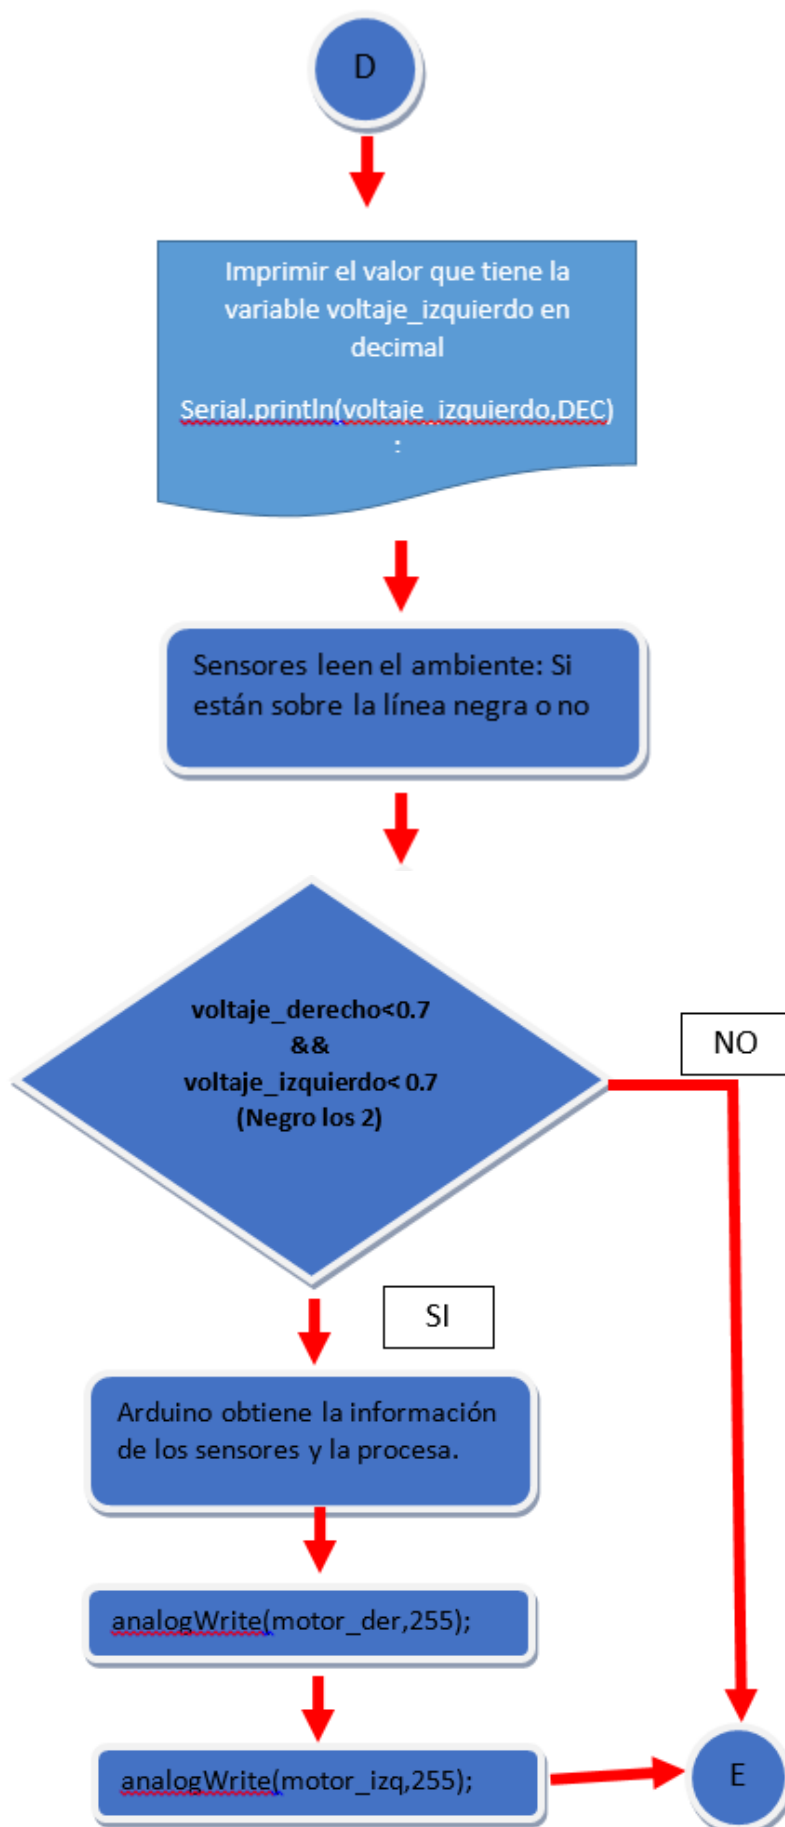 D
Imprimir el valor que tiene la
variable voltaje_izquierdo en
decimal
Serial.println(voltaje_izquierdo,DEC)
;
Sensores leen el ambiente: Si
están sobre la línea negra o no
voltaje_derecho<0.7
&&
voltaje_izquierdo< 0.7
(Negro los 2)
NO
SI
Arduino obtiene la información
de los sensores y la procesa.
analogWrite(motor_der,255);
analogWrite(motor_izq,255);
E